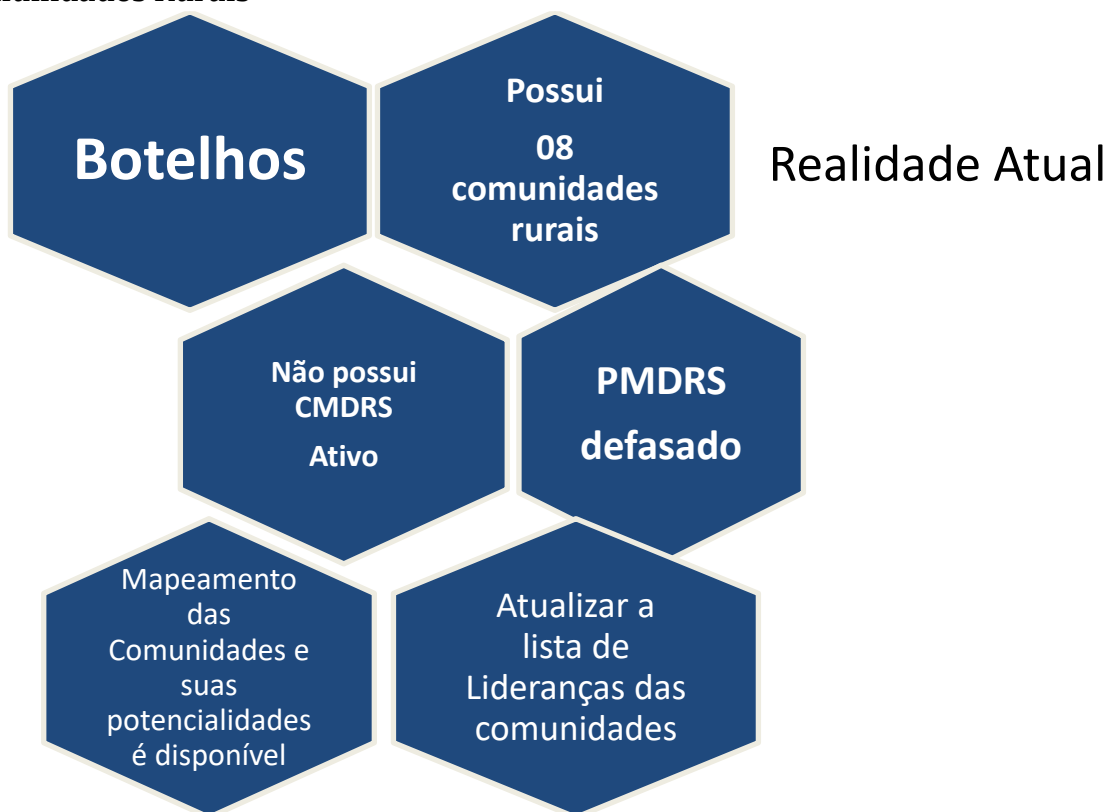 Botelhos
Possui
08
comunidades
rurais
Realidade Atual
Não possui
CMDRS
Ativo
PMDRS
defasado
Mapeamento
das
Comunidades e
suas
potencialidades
é disponível
Atualizar a
lista de
Lideranças das
comunidades